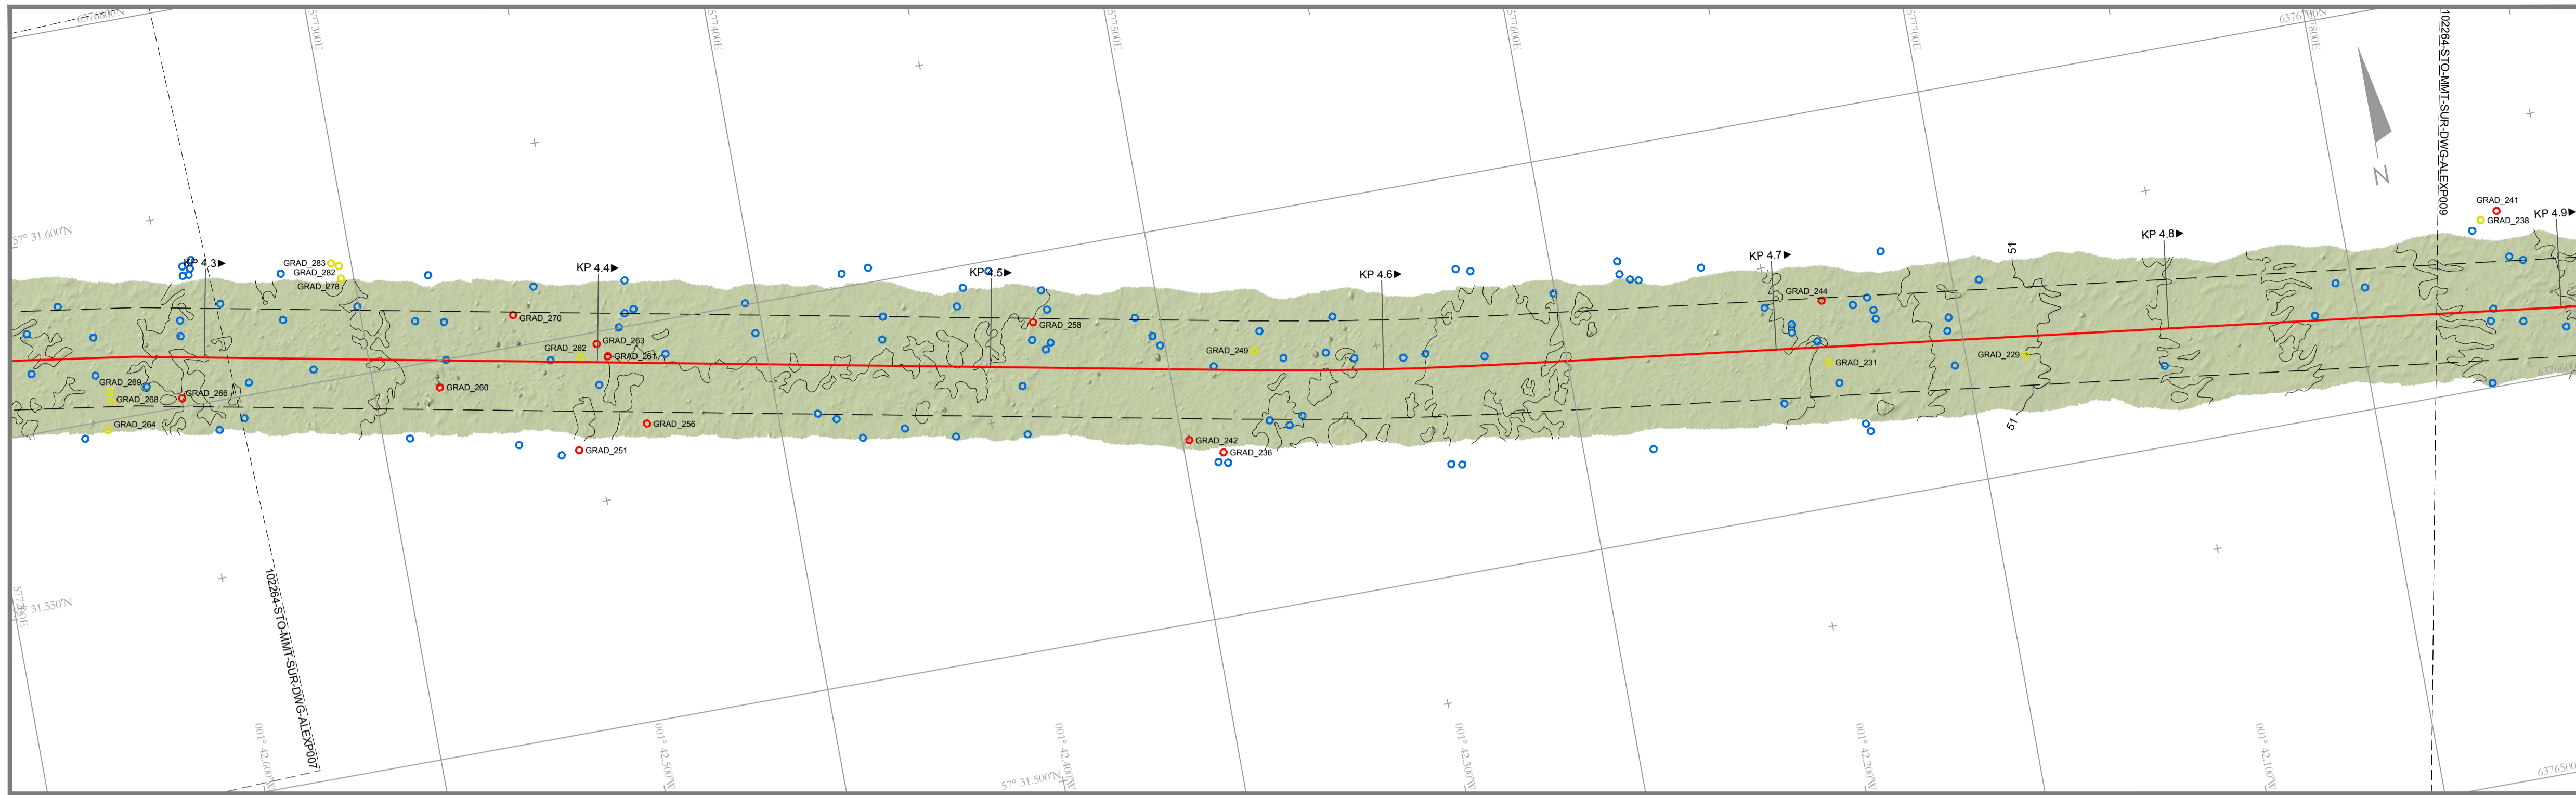 6376800N
577300E
577400E
577500E
577600E
577700E
577800E
102264-STO-MMT-SUR-DWG-ALEXP009
N
GRAD_241
GRAD_238
KP 4.9
57° 31.600'N
KP 4.3
GRAD_283
GRAD_282
GRAD_278
KP 4.4
KP 4.5
KP 4.6
KP 4.7
51
KP 4.8
GRAD_270
GRAD_258
GRAD_244
GRAD_262
GRAD_263
GRAD_261
GRAD_249
GRAD_231
GRAD_229
GRAD_269
GRAD_268
GRAD_266
GRAD_260
GRAD_264
GRAD_256
GRAD_251
GRAD_242
GRAD_236
51
102264-STO-MMT-SUR-DWG-ALEXP007
31.550'N
001° 42.600'W
001° 42.500'W
57° 31.500'N
001° 42.400'W
001° 42.300'W
001° 42.200'W
001° 42.100'W
6376500